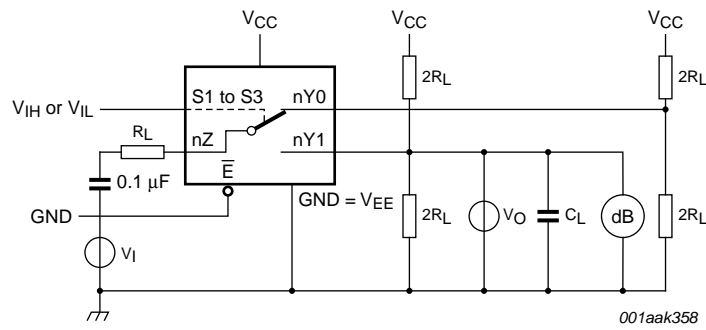 VCC
VCC
VCC
2RL
2RL
S1 to S3
nY0
VIH or VIL
RL
nZ
nY1
0.1 μF
E
GND = VEE
GND
2RL
VO
CL
dB
2RL
VI
001aak358